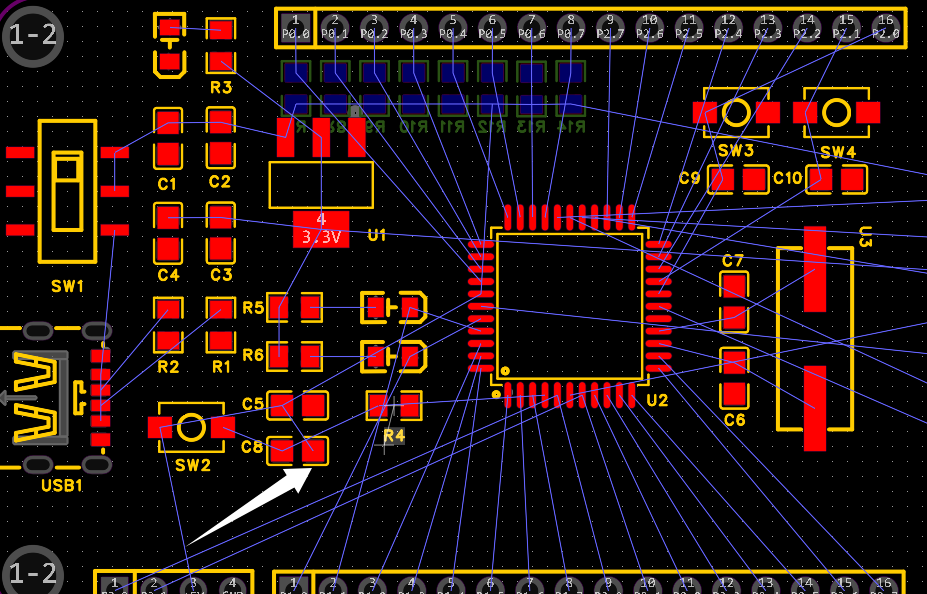 1-2
1 2 3 4 5 6 7 8 9 10 11 12 13 14 15 16
P0.0 P0.1 P0.2 P0.3 P0.4 P0.5 P0.6 P0.7 P2.7 P2.6 P2.5 P2.4 P2.3 P2.2 P2.1 P2.0
R3
R9 R10 R11 R12 R13 R14
SW3 SW4
C1 C2
C9 C10
4
3.3V
U1
U3
C4 C3
C7
SW1
R5
R2 R1
R6
C5
U2
R4
C6
C8
SW2
USB1
1-2
1 2 3 4
1 2 3 4 5 6 7 8 9 10 11 12 13 14 15 16